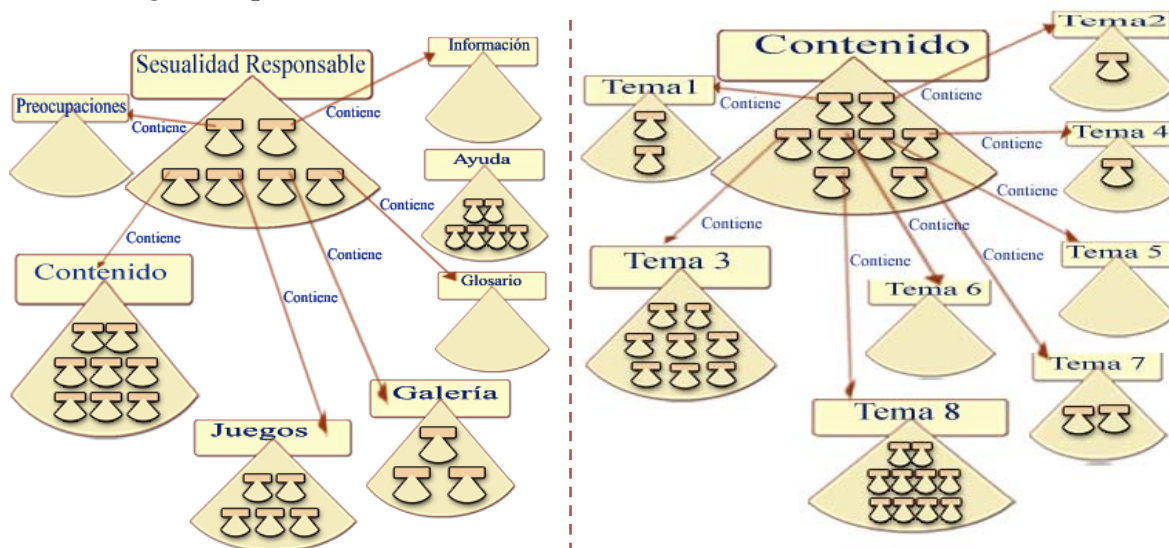 Información
Sesualidad Responsable
Preocupaciones
Contiene
Contiene
Ayuda
Contiene
Contiene
Contiene
Contenido
Contiene
Glosario
Galería
Juegos
Tema2
Contenido
Tema1
Contiene
Contiene
Tema 4
Contiene
Contiene
Contiene
Tema 3
Contiene
Contiene
Contiene
Tema 5
Tema 6
Tema 7
Tema 8